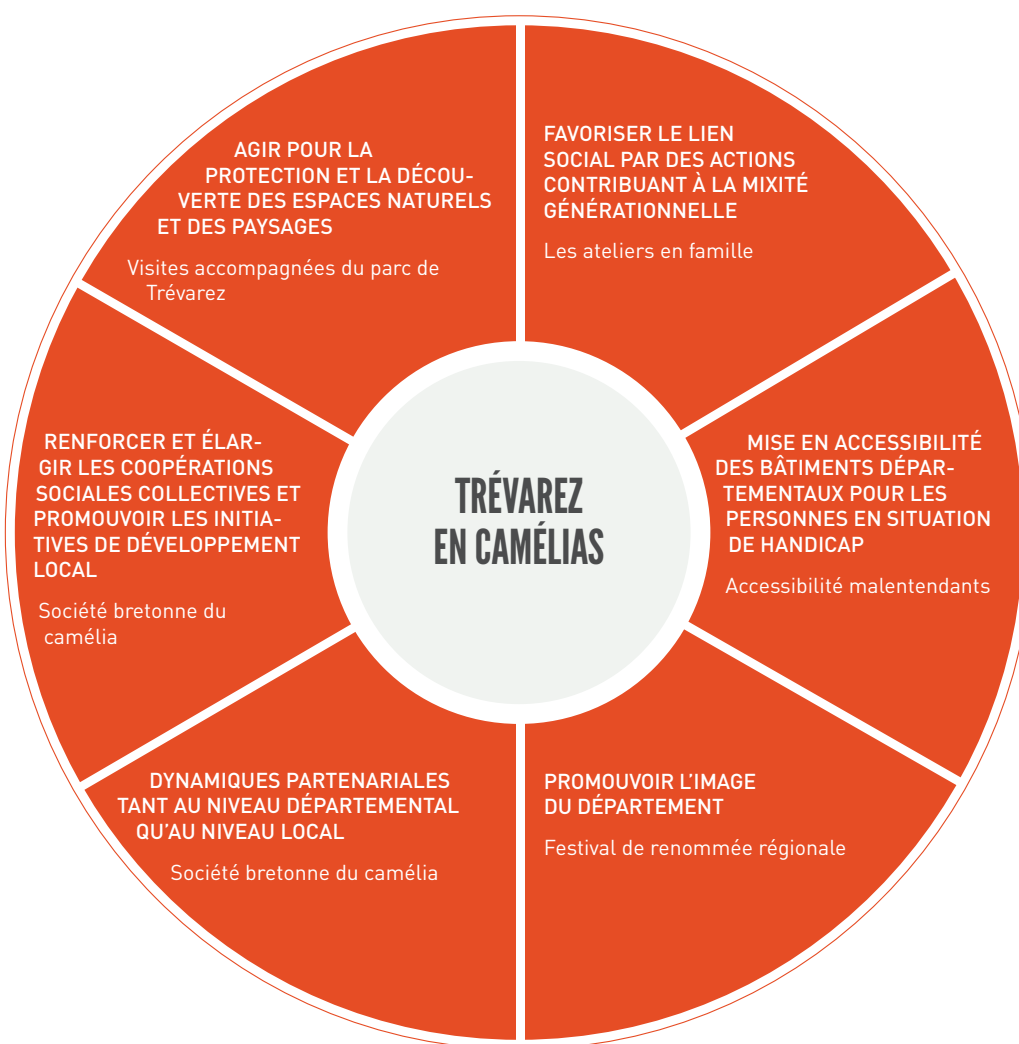 AGIR POUR LA
PROTECTION ET LA DÉCOU-
VERTE DES ESPACES NATURELS
ET DES PAYSAGES
Visites accompagnées du parc de
Trévarez
FAVORISER LE LIEN
SOCIAL PAR DES ACTIONS
CONTRIBUANT À LA MIXITÉ
GÉNÉRATIONNELLE
Les ateliers en famille
RENFORCER ET ÉLAR-
GIR LES COOPÉRATIONS
SOCIALES COLLECTIVES ET
PROMOUVOIR LES INITIA-
TIVES DE DÉVELOPPEMENT
LOCAL
Société bretonne du
camélia
TRÉVAREZ
EN CAMÉLIAS
MISE EN ACCESSIBILITÉ
DES BÂTIMENTS DÉPAR-
TEMENTAUX POUR LES
PERSONNES EN SITUATION
DE HANDICAP
Accessibilité malentendants
DYNAMIQUES PARTENARIALES
TANT AU NIVEAU DÉPARTEMENTAL
QU'AU NIVEAU LOCAL
Société bretonne du camélia
PROMOUVOIR L'IMAGE
DU DÉPARTEMENT
Festival de renommée régionale